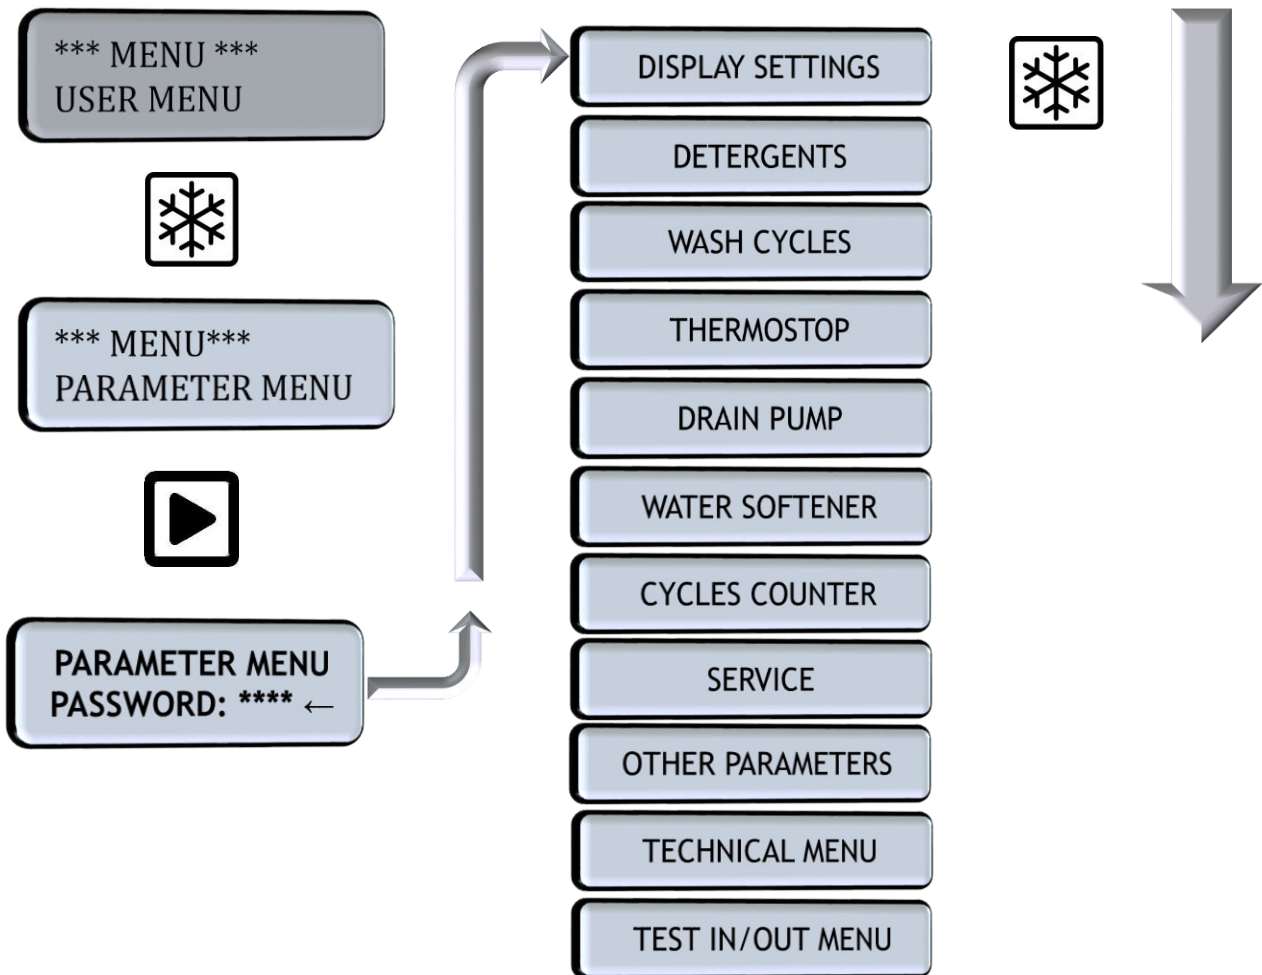 *** MENU ***
USER MENU
*** MENU***
PARAMETER MENU
PARAMETER MENU
PASSWORD: **** ←
DISPLAY SETTINGS
DETERGENTS
WASH CYCLES
THERMOSTOP
DRAIN PUMP
WATER SOFTENER
CYCLES COUNTER
SERVICE
OTHER PARAMETERS
TECHNICAL MENU
TEST IN/OUT MENU